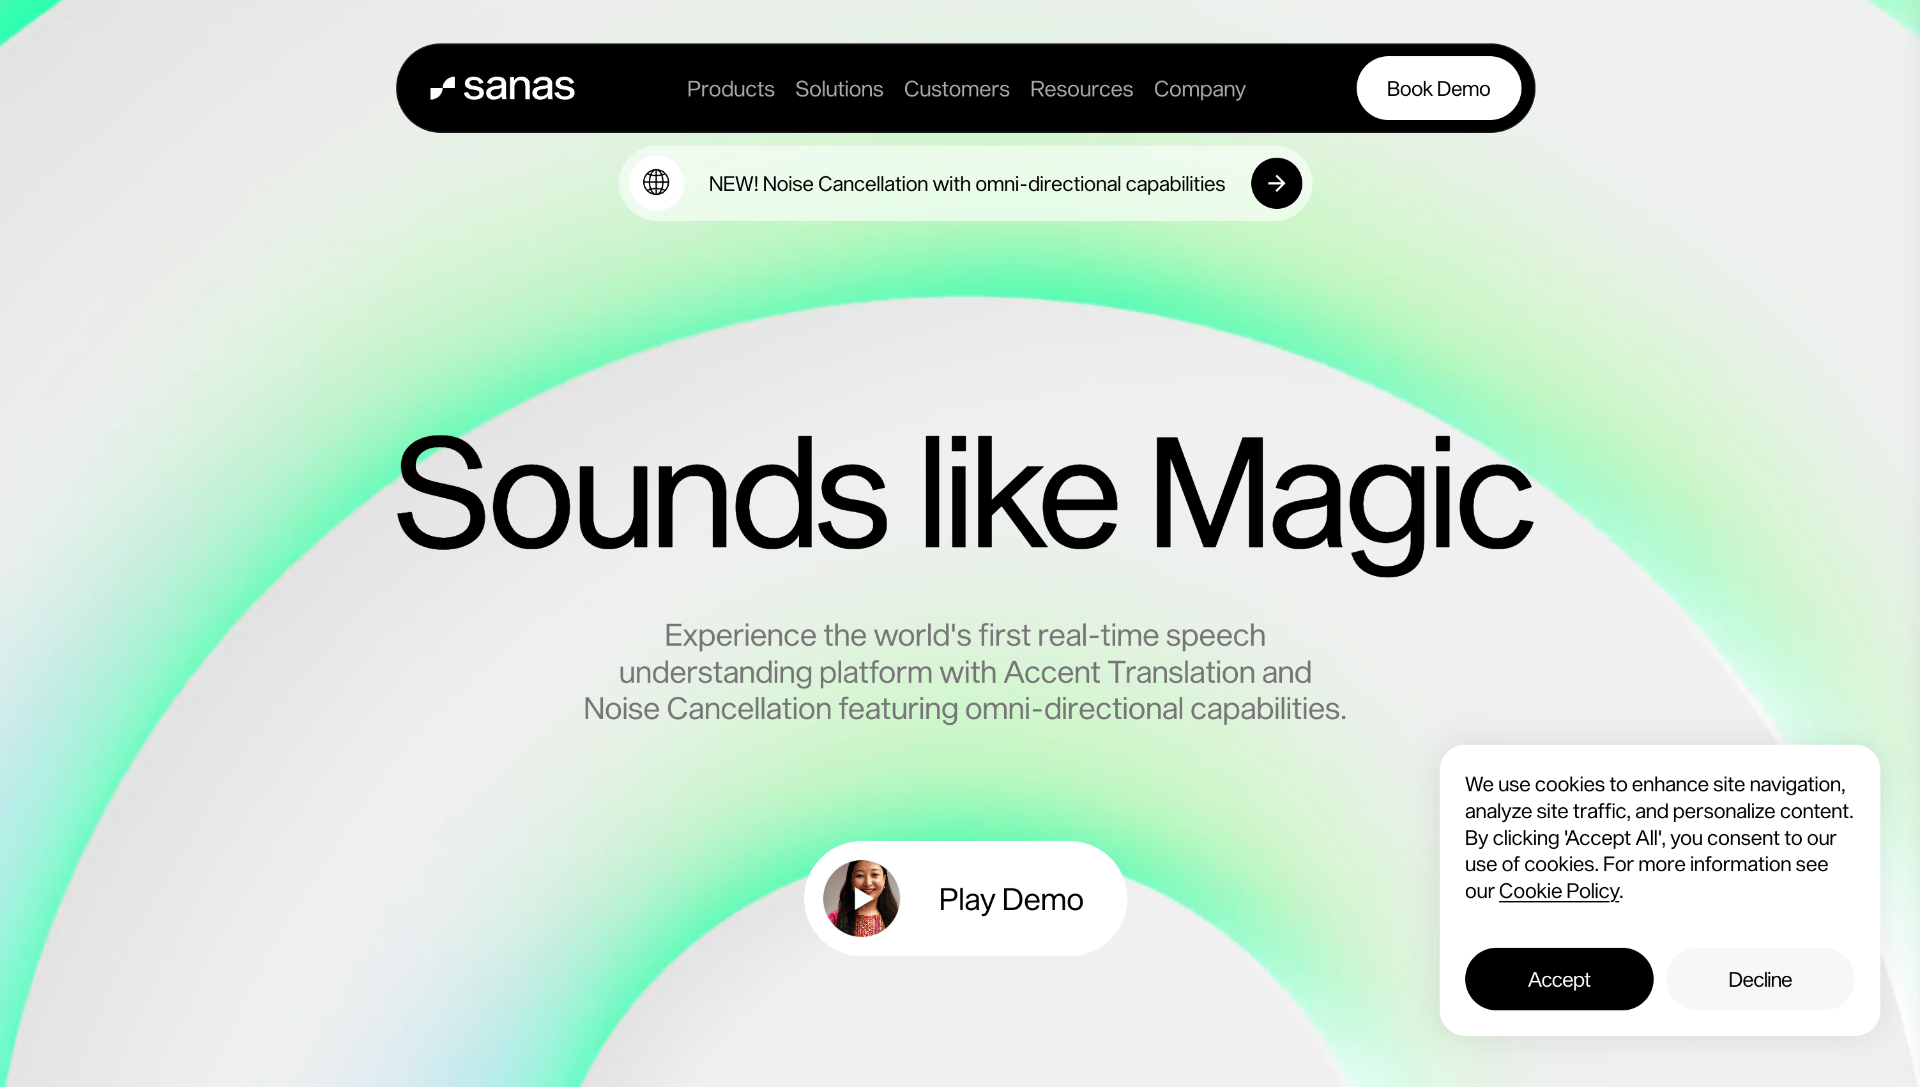 sanas
Products
Solutions
Customers
Resources
Company
Book Demo
NEW! Noise Cancellation with omni-directional capabilities
Sounds like Magic
Experience the world's first real-time speech
understanding platform with Accent Translation and
Noise Cancellation featuring omni-directional capabilities.
Play Demo
We use cookies to enhance site navigation,
analyze site traffic, and personalize content.
By clicking 'Accept All', you consent to our
use of cookies. For more information see
our Cookie Policy.
Accept
Decline